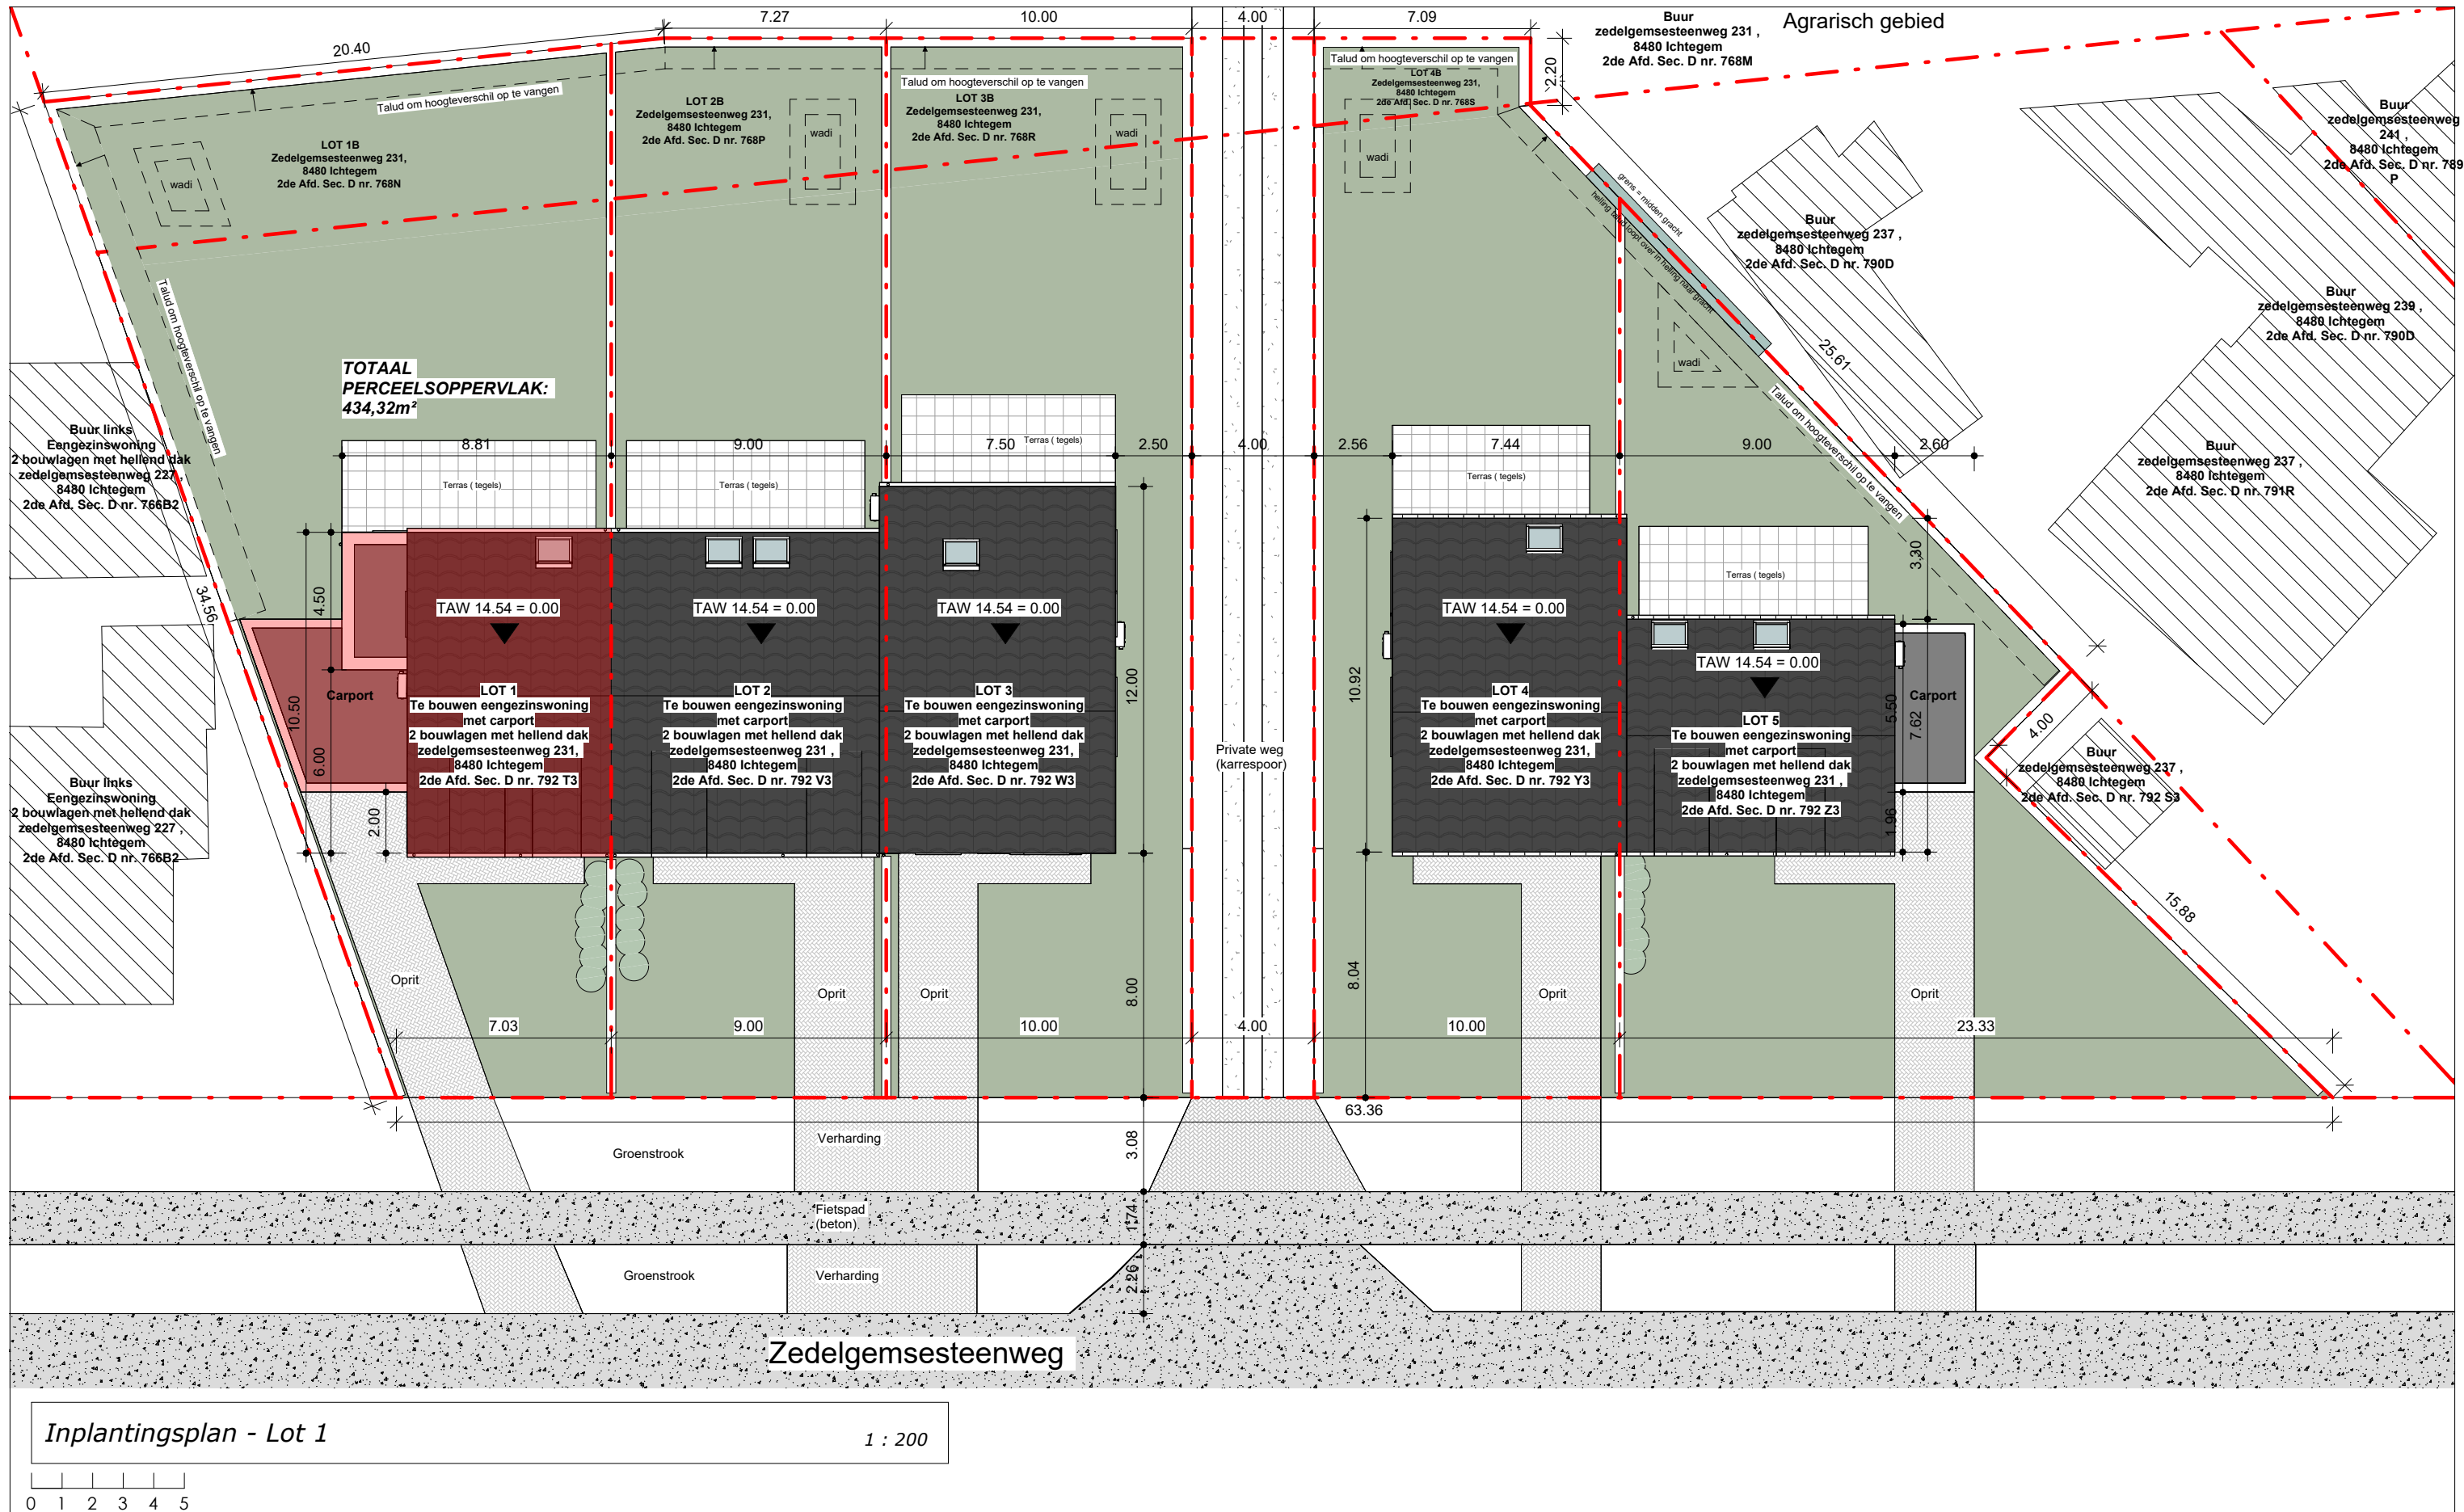 7.27
10.00
4.00
7.09
20.40
2.20
Buur
zedelgemsesteenweg 231 ,
8480 Ichtegem
2de Afd. Sec. D nr. 768M
Agrarisch gebied
Talud om hoogteverschil op te vangen
Talud om hoogteverschil op te vangen
Talud om hoogteverschil op te vangen
LOT 1B
Zedelgemsesteenweg 231,
8480 Ichtegem
2de Afd. Sec. D nr. 768N
LOT 2B
Zedelgemsesteenweg 231,
8480 Ichtegem
2de Afd. Sec. D nr. 768P
LOT 3B
Zedelgemsesteenweg 231,
8480 Ichtegem
2de Afd. Sec. D nr. 768R
LOT 4B
Zedelgemsesteenweg 231,
8480 Ichtegem
2de Afd. Sec. D nr. 768S
wadi
wadi
wadi
wadi
wadi
Buur
zedelgemsesteenweg
241 ,
8480 Ichtegem
2de Afd. Sec. D nr. 789
P
grens = midden gracht
helling talud loopt over in helling naar gracht
Buur
zedelgemsesteenweg 237 ,
8480 Ichtegem
2de Afd. Sec. D nr. 790D
Buur
zedelgemsesteenweg 239 ,
8480 Ichtegem
2de Afd. Sec. D nr. 790D
25.61
Talud om hoogteverschil op te vangen
Talud om hoogteverschil op te vangen
TOTAAL
PERCEELSOPPERVLAK:
434,32m²
Buur links
Eengezinswoning
2 bouwlagen met hellend dak
zedelgemsesteenweg 227 ,
8480 Ichtegem
2de Afd. Sec. D nr. 766B2
Buur
zedelgemsesteenweg 237 ,
8480 Ichtegem
2de Afd. Sec. D nr. 791R
8.81
9.00
7.50
2.50
4.00
2.56
7.44
9.00
2.60
Terras ( tegels)
Terras ( tegels)
Terras ( tegels)
Terras ( tegels)
Terras ( tegels)
34.56
4.50
10.50
6.00
2.00
12.00
10.92
3.30
5.50
7.62
1.96
TAW 14.54 = 0.00
TAW 14.54 = 0.00
TAW 14.54 = 0.00
TAW 14.54 = 0.00
TAW 14.54 = 0.00
Carport
LOT 1
Te bouwen eengezinswoning
met carport
2 bouwlagen met hellend dak
zedelgemsesteenweg 231,
8480 Ichtegem
2de Afd. Sec. D nr. 792 T3
LOT 2
Te bouwen eengezinswoning
met carport
2 bouwlagen met hellend dak
zedelgemsesteenweg 231 ,
8480 Ichtegem
2de Afd. Sec. D nr. 792 V3
LOT 3
Te bouwen eengezinswoning
met carport
2 bouwlagen met hellend dak
zedelgemsesteenweg 231,
8480 Ichtegem
2de Afd. Sec. D nr. 792 W3
Private weg
(karrespoor)
LOT 4
Te bouwen eengezinswoning
met carport
2 bouwlagen met hellend dak
zedelgemsesteenweg 231,
8480 Ichtegem
2de Afd. Sec. D nr. 792 Y3
LOT 5
Te bouwen eengezinswoning
met carport
2 bouwlagen met hellend dak
zedelgemsesteenweg 231 ,
8480 Ichtegem
2de Afd. Sec. D nr. 792 Z3
Carport
4.00
Buur
zedelgemsesteenweg 237 ,
8480 Ichtegem
2de Afd. Sec. D nr. 792 S3
15.88
Buur links
Eengezinswoning
2 bouwlagen met hellend dak
zedelgemsesteenweg 227 ,
8480 Ichtegem
2de Afd. Sec. D nr. 766B2
Oprit
Oprit
Oprit
Oprit
Oprit
8.00
8.04
7.03
9.00
10.00
4.00
10.00
23.33
63.36
3.08
Verharding
Groenstrook
Fietspad
(beton)
1.74
Groenstrook
Verharding
2.26
Zedelgemsesteenweg
Inplantingsplan - Lot 1
1 : 200
0 1 2 3 4 5